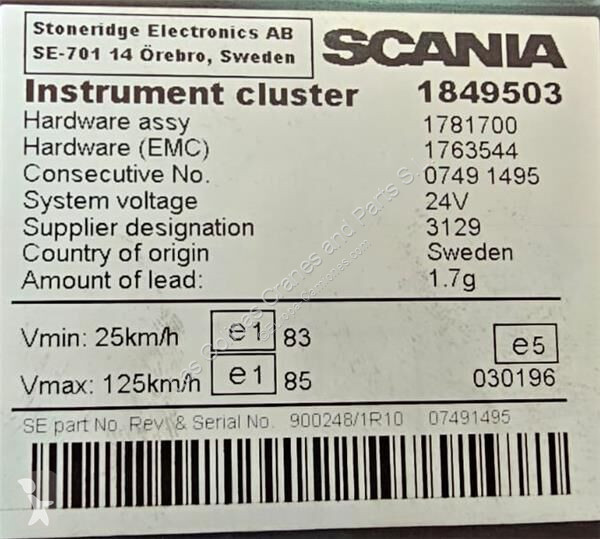 Stoneridge Electronics AB
SE-701 14 Örebro, Sweden
SCANIA
Instrument cluster 1849503
Hardware assy 1781700
Hardware (EMC) 1763544
Consecutive No. 0749 1495
System voltage 24V
Supplier designation 3129
Country of origin Sweden
Amount of lead: 1.7g
Vmin: 25km/h e1 83
e5
Vmax: 125km/h e1 85 030196
SE part No. Rev. & Serial No. 900248/1R10 07491495